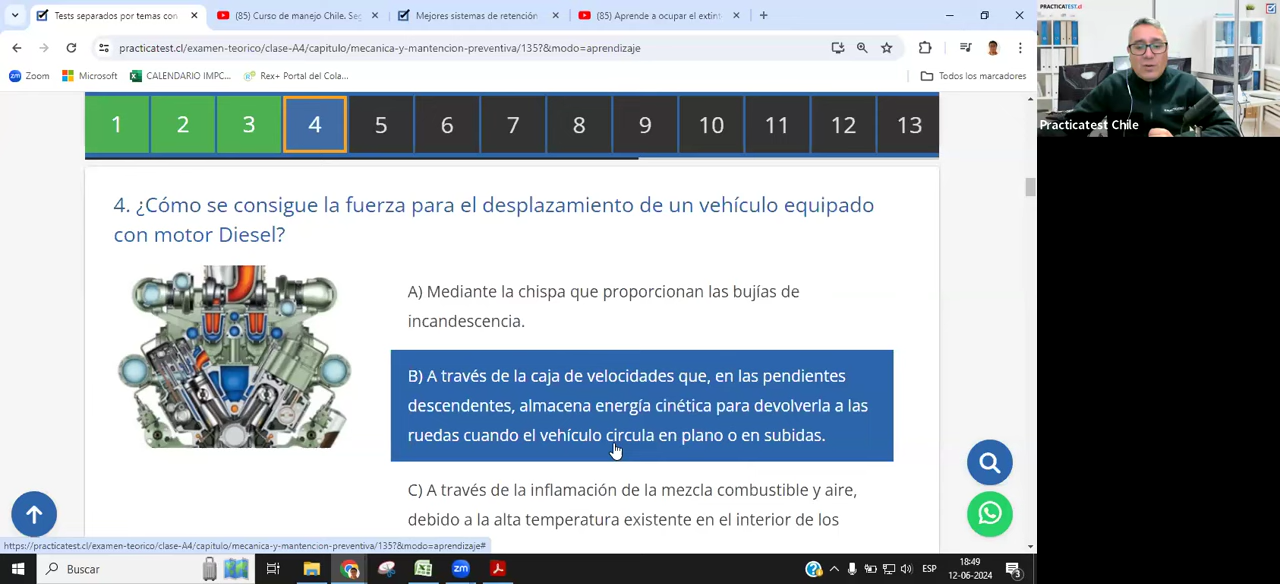 Tests separados por temas con
(85) Curso de manejo Chile. Se
Mejores sistemas de retención
(85) Aprende a ocupar el extin
practicatest.cl/examen-teorico/clase-A4/capitulo/mecanica-y-mantencion-preventiva/135?&modo=aprendizaje
Zoom
Microsoft
CALENDARIO IMPC...
Rex+ Portal del Cola...
Todos los marcadores
PRACTICATEST.cl
Practicatest Chile
1 2 3 4 5 6 7 8 9 10 11 12 13
4. ¿Cómo se consigue la fuerza para el desplazamiento de un vehículo equipado
con motor Diesel?
A) Mediante la chispa que proporcionan las bujías de
incandescencia.
B) A través de la caja de velocidades que, en las pendientes
descendentes, almacena energía cinética para devolverla a las
ruedas cuando el vehículo circula en plano o en subidas.
C) A través de la inflamación de la mezcla combustible y aire,
debido a la alta temperatura existente en el interior de los
https://practicatest.cl/examen-teorico/clase-A4/capitulo/mecanica-y-mantencion-preventiva/135?&modo=aprendizaje#
Buscar
ESP
18:49
12-06-2024
3